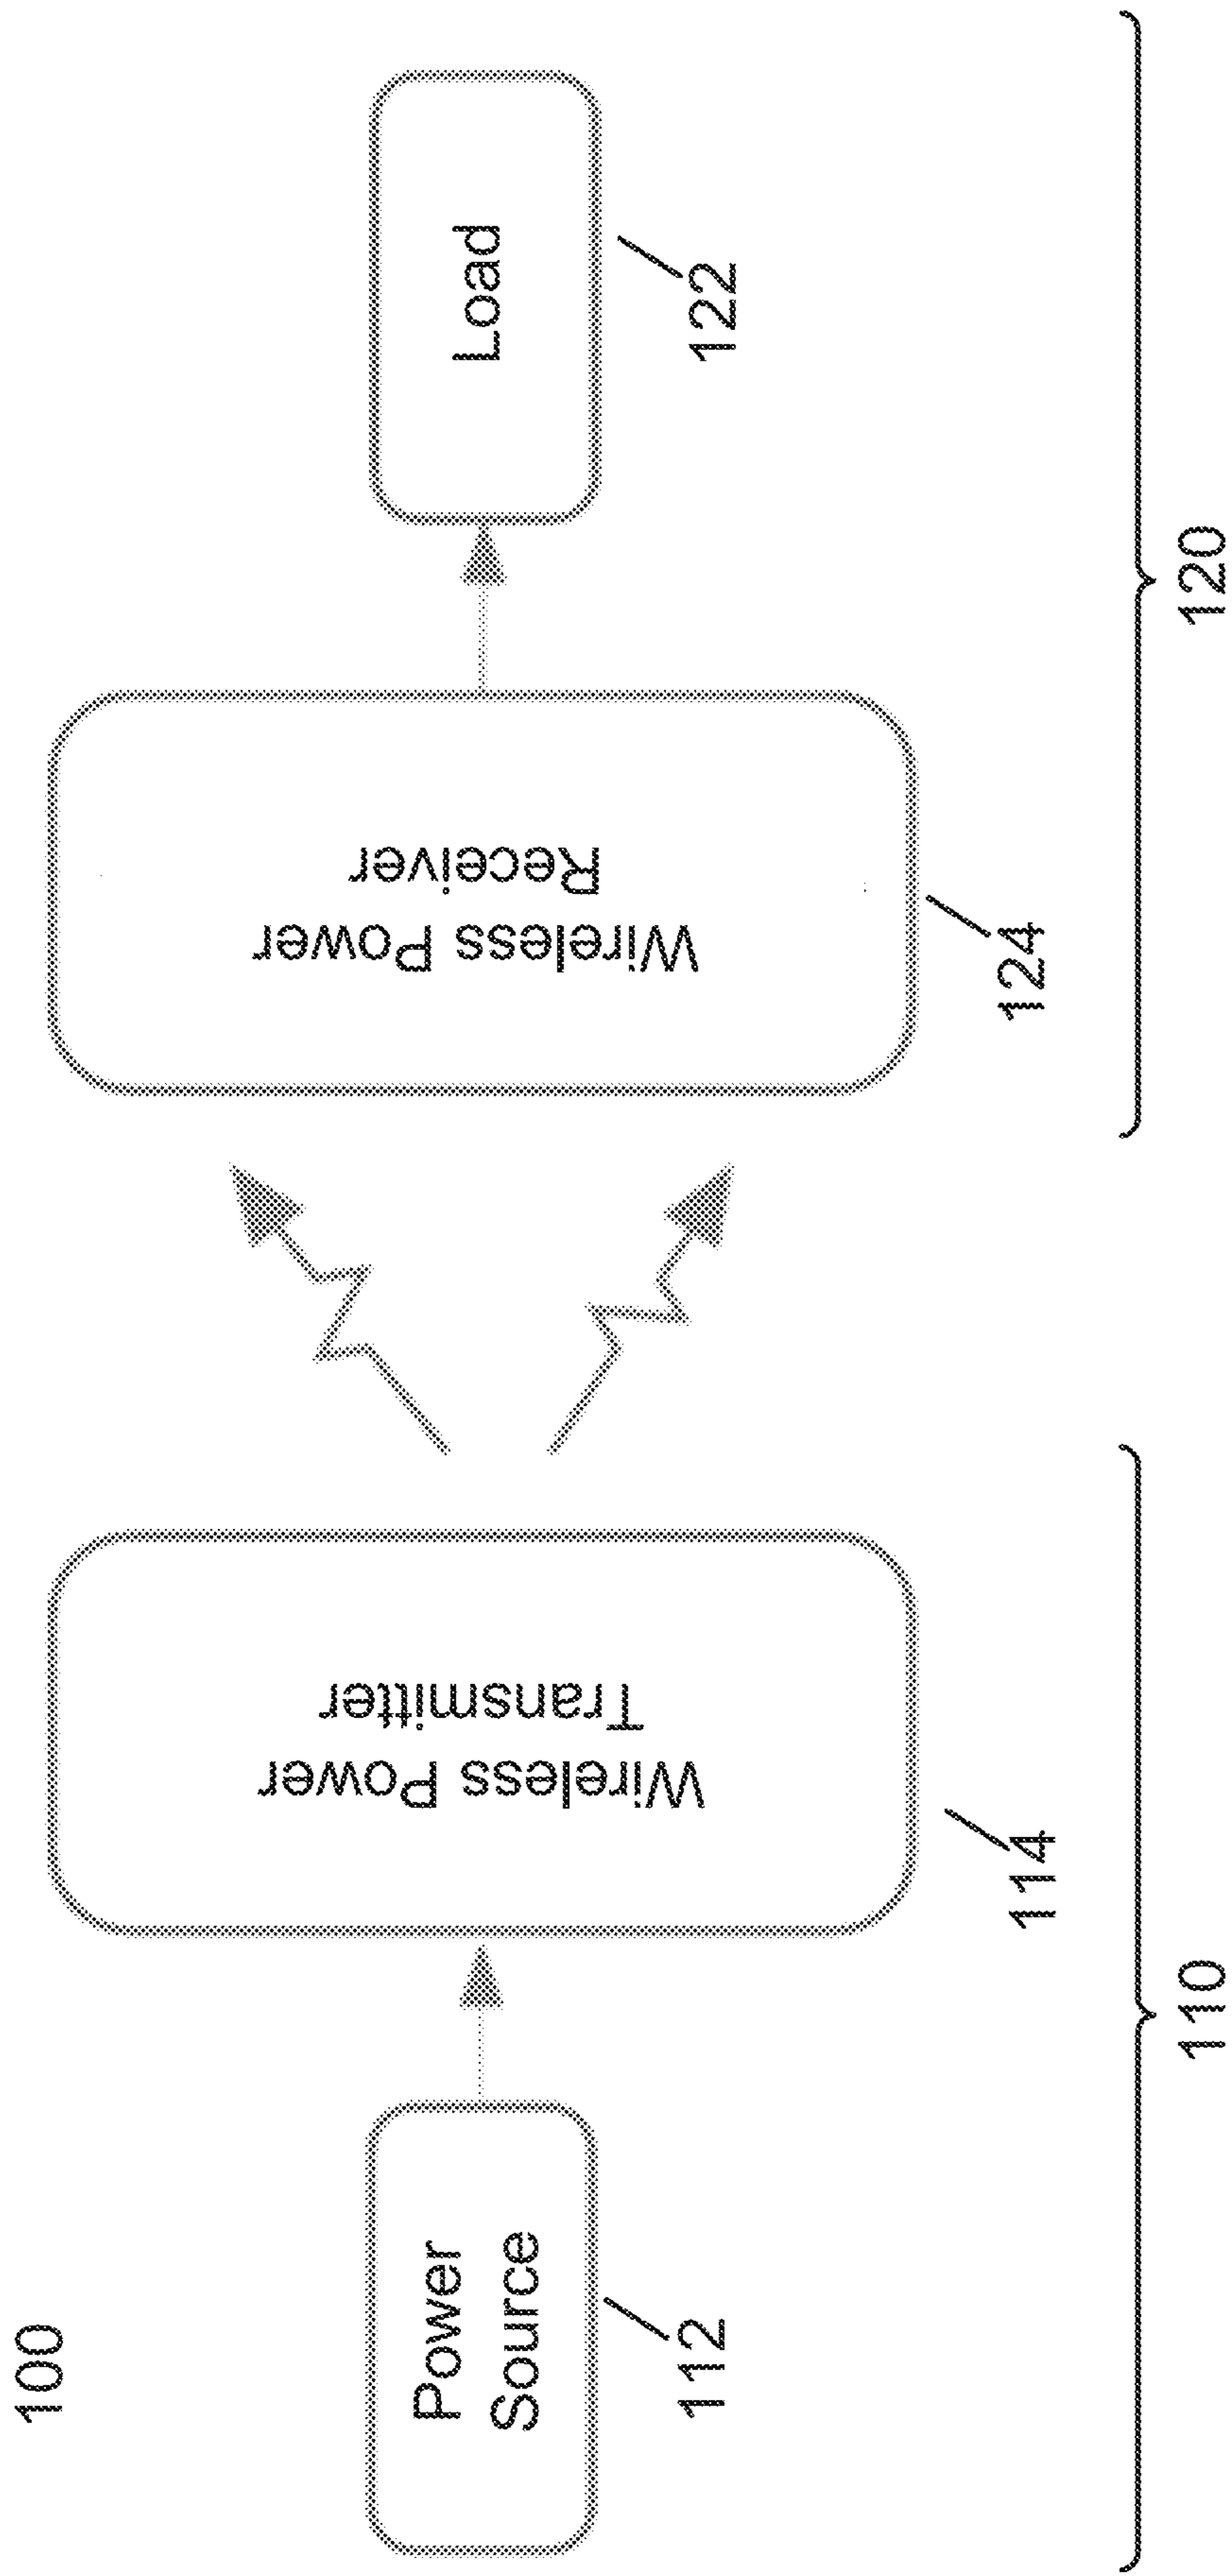 100
Power
Source
112
Wireless Power
Transmitter
114
110
Wireless Power
Receiver
124
Load
122
120